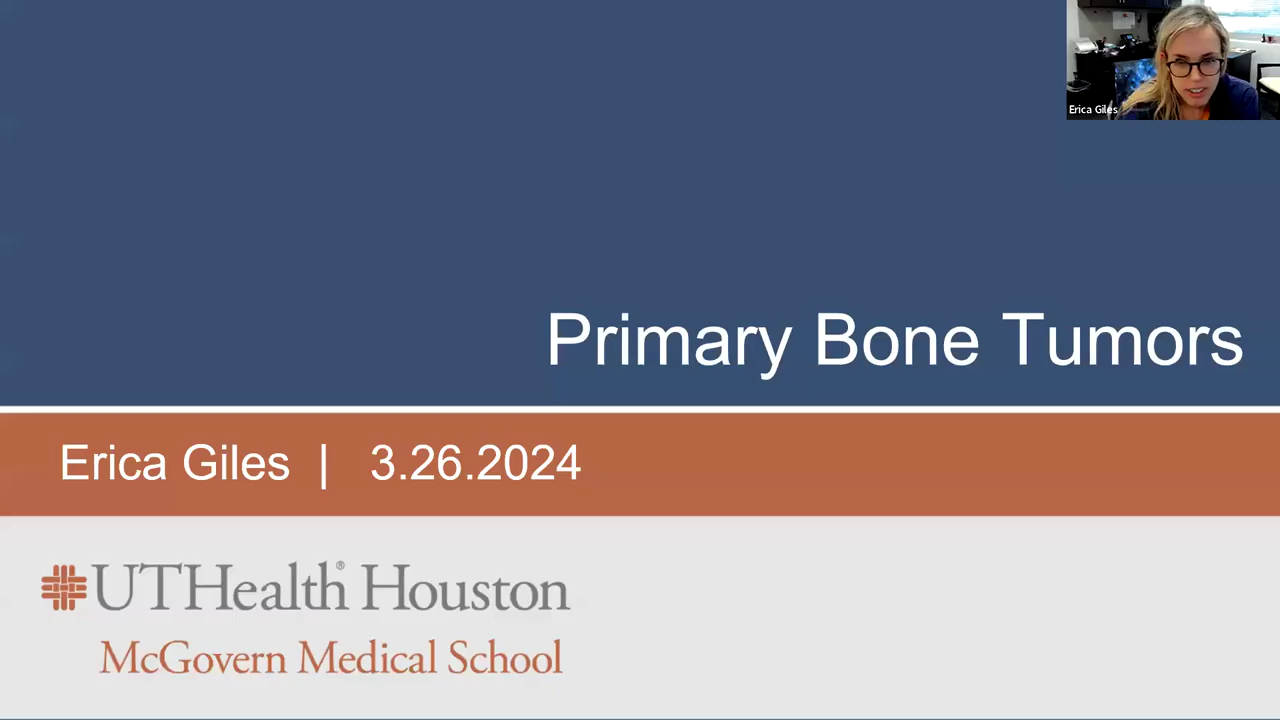 Erica Giles
Primary Bone Tumors
Erica Giles | 3.26.2024
UTHealth® Houston
McGovern Medical School